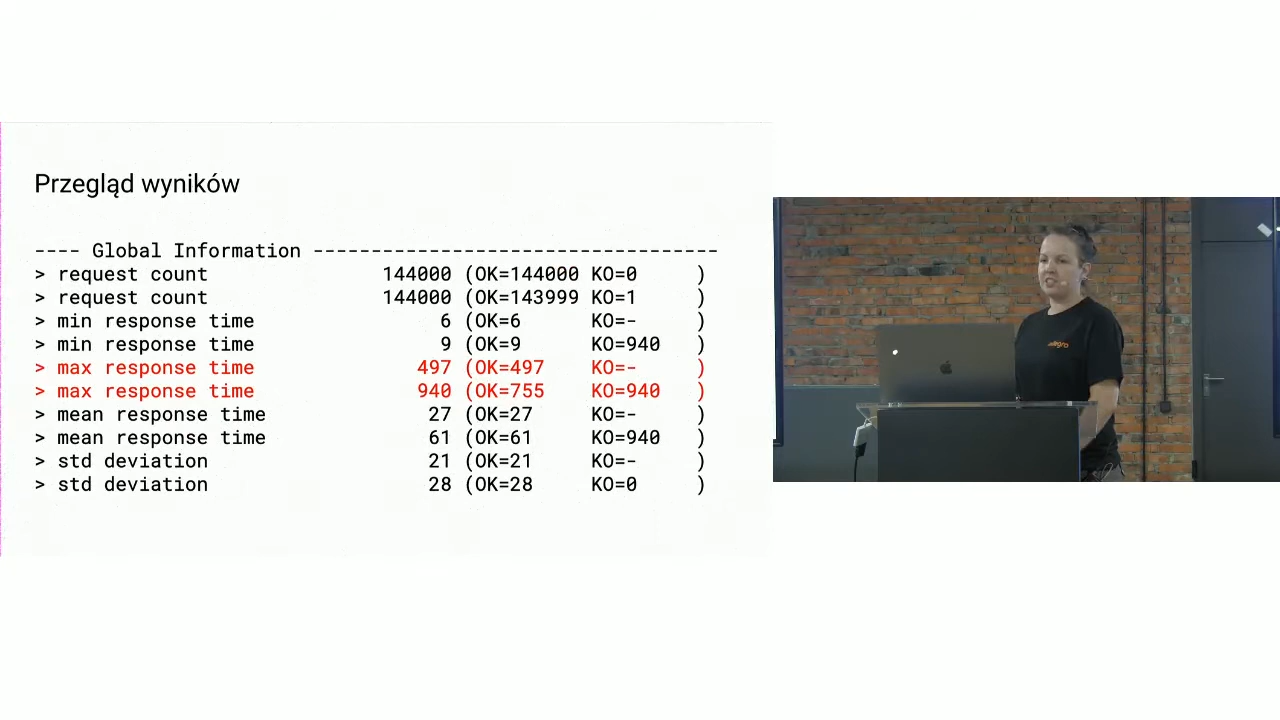 Przegląd wyników
---- Global Information -----------------------------------
> request count 144000 (OK=144000 KO=0 )
> request count 144000 (OK=143999 KO=1 )
> min response time 6 (OK=6 KO=- )
> min response time 9 (OK=9 KO=940 )
> max response time 497 (OK=497 KO=- )
> max response time 940 (OK=755 KO=940 )
> mean response time 27 (OK=27 KO=- )
> mean response time 61 (OK=61 KO=940 )
> std deviation 21 (OK=21 KO=- )
> std deviation 28 (OK=28 KO=0 )
allegro